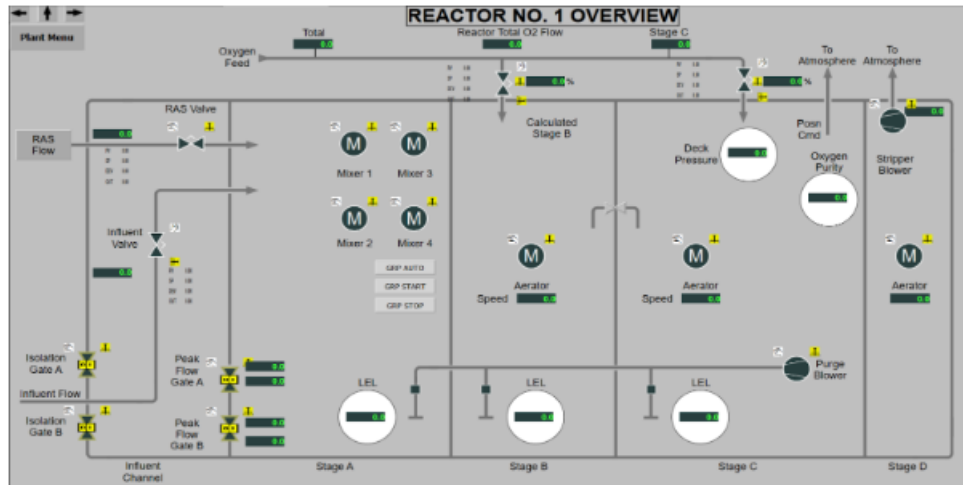 REACTOR NO. 1 OVERVIEW
Plant Menu
Total
Reactor Total O2 Flow
Stage C
0.0
0.0
0.0
Oxygen
Feed
To
Atmosphere
To
Atmosphere
0.0 %
0.0 %
RAS Valve
0.0
0.0
RAS
Flow
Calculated
Stage B
Posn
Cmd
M
M
Mixer 1
Mixer 3
Deck
Pressure
0.0
Oxygen
Purity
0.0
Stripper
Blower
M
M
Mixer 2
Mixer 4
Influent
Valve
0.0
GRP AUTO
GRP START
GRP STOP
M
Aerator
Speed 0.0
M
Aerator
Speed 0.0
M
Aerator
0.0
Isolation
Gate A
Peak
Flow
Gate A
0.0
0.0
Purge
Blower
LEL
0.0
LEL
0.0
LEL
0.0
Influent Flow
Isolation
Gate B
Peak
Flow
Gate B
0.0
0.0
Influent
Channel
Stage A
Stage B
Stage C
Stage D